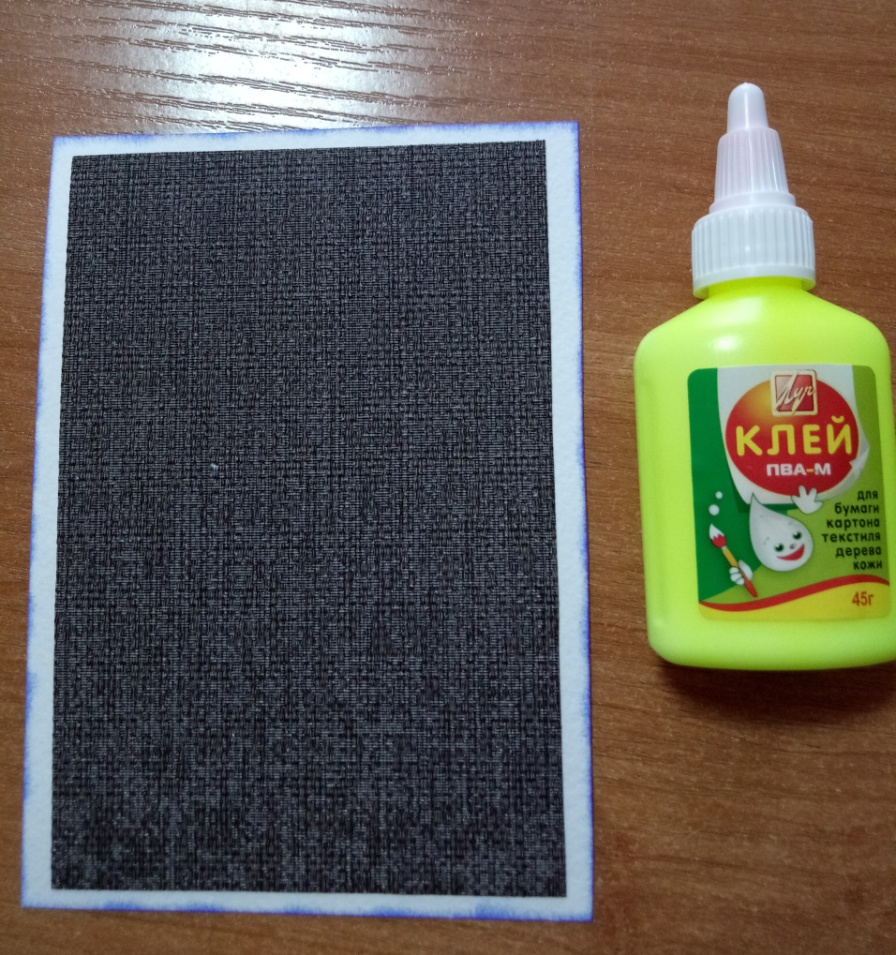 Луч
КЛЕЙ
ПВА-М
для
бумаги
картона
текстиля
дерева
кожи
45г